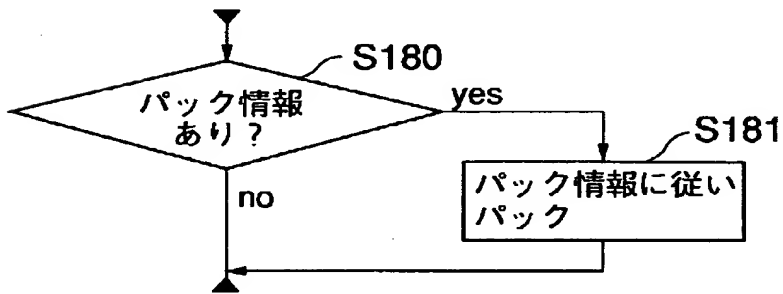 S180
パック情報
あり？
yes
S181
パック情報に従い
パック
no